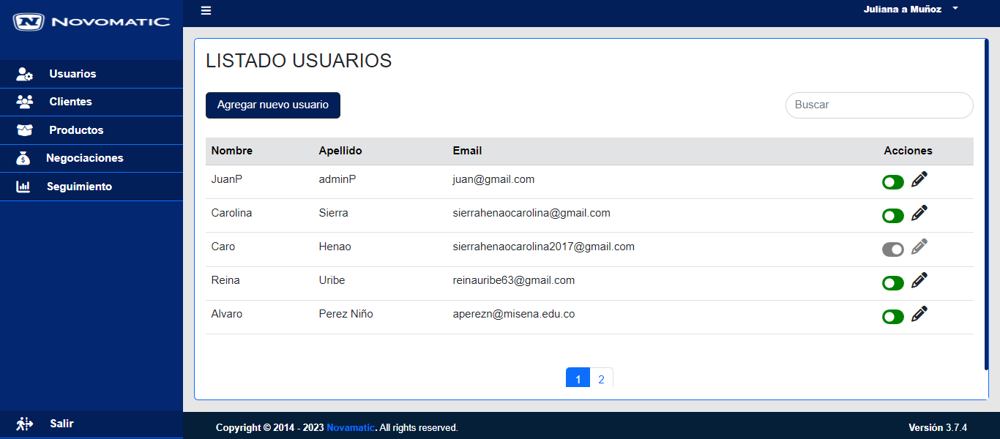 NOVOMATIC
Juliana a Muñoz
Usuarios
Clientes
Productos
Negociaciones
Seguimiento
Salir
LISTADO USUARIOS
Agregar nuevo usuario
Buscar
Nombre Apellido Email Acciones
JuanP adminP juan@gmail.com
Carolina Sierra sierrahenaocarolina@gmail.com
Caro Henao sierrahenaocarolina2017@gmail.com
Reina Uribe reinauribe63@gmail.com
Alvaro Perez Niño aperezn@misena.edu.co
1 2
Copyright © 2014 - 2023 Novamatic. All rights reserved. Versión 3.7.4